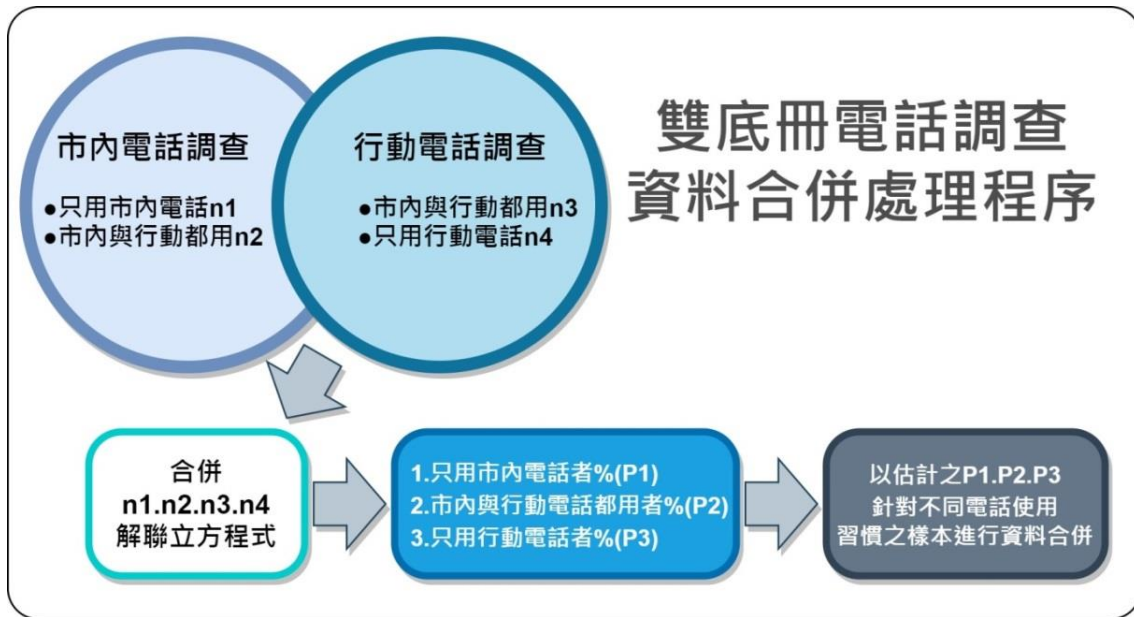 雙底冊電話調查
資料合併處理程序
市內電話調查
●只用市內電話n1
●市內與行動都用n2
行動電話調查
●市內與行動都用n3
●只用行動電話n4
合併
n1.n2.n3.n4
解聯立方程式
1.只用市內電話者%(P1)
2.市內與行動電話都用者%(P2)
3.只用行動電話者%(P3)
以估計之P1.P2.P3
針對不同電話使用
習慣之樣本進行資料合併